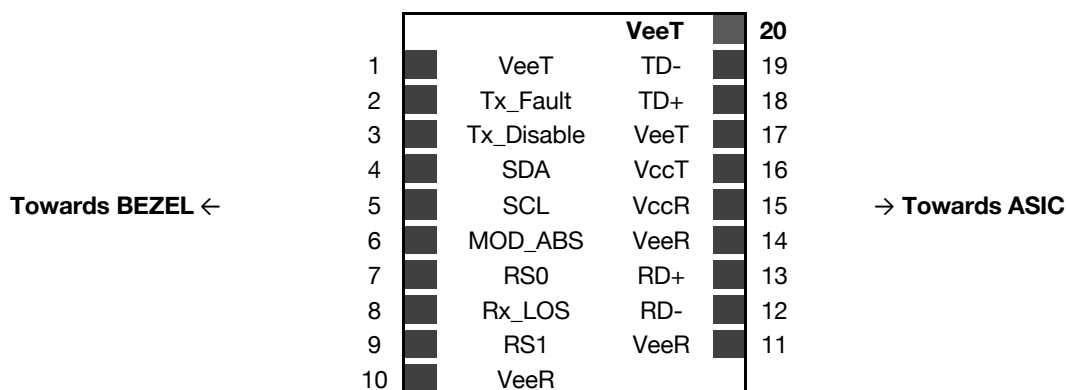 VeeT 20
1 VeeT TD- 19
2 Tx_Fault TD+ 18
3 Tx_Disable VeeT 17
4 SDA VccT 16
Towards BEZEL ← 5 SCL VccR 15 → Towards ASIC
6 MOD_ABS VeeR 14
7 RS0 RD+ 13
8 Rx_LOS RD- 12
9 RS1 VeeR 11
10 VeeR